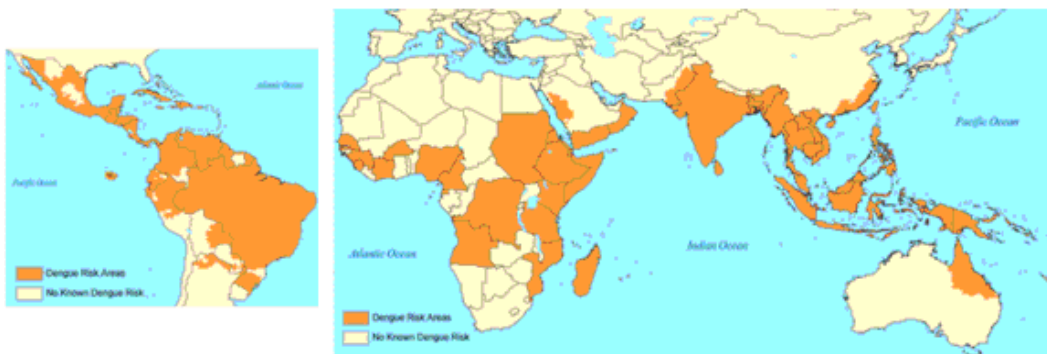 Atlantic Ocean
Pacific Ocean
Dengue Risk Areas
No Known Dengue Risk
Pacific Ocean
Atlantic Ocean
Indian Ocean
Dengue Risk Areas
No Known Dengue Risk